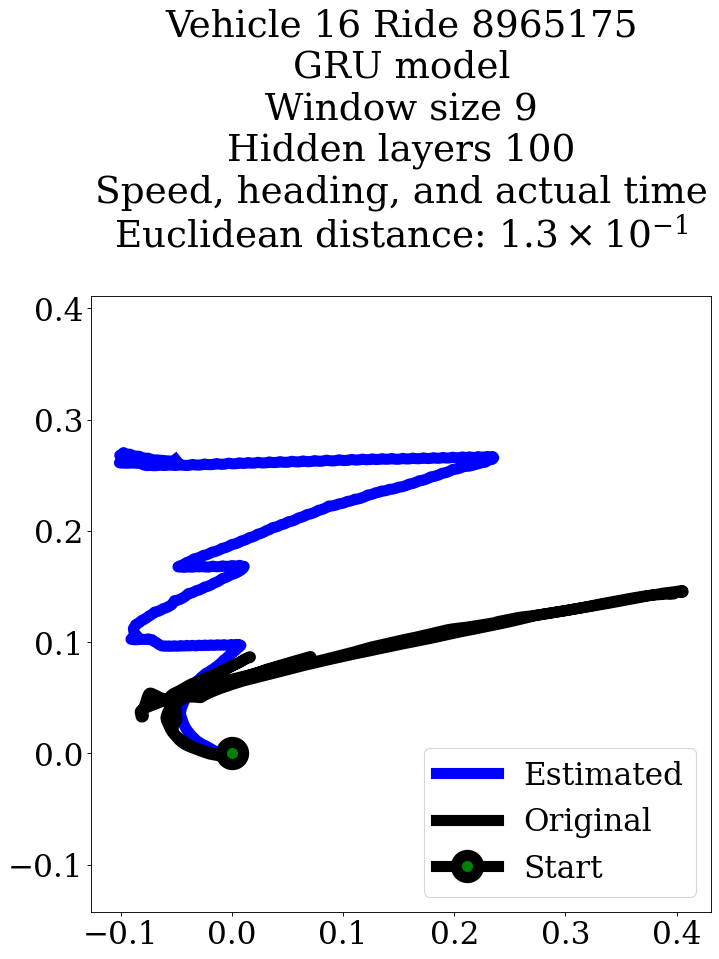 Vehicle 16 Ride 8965175
GRU model
Window size 9
Hidden layers 100
Speed, heading, and actual time
Euclidean distance: 1.3 × 10⁻¹
0.4
0.3
0.2
0.1
0.0
−0.1
Estimated
Original
Start
−0.1 0.0 0.1 0.2 0.3 0.4